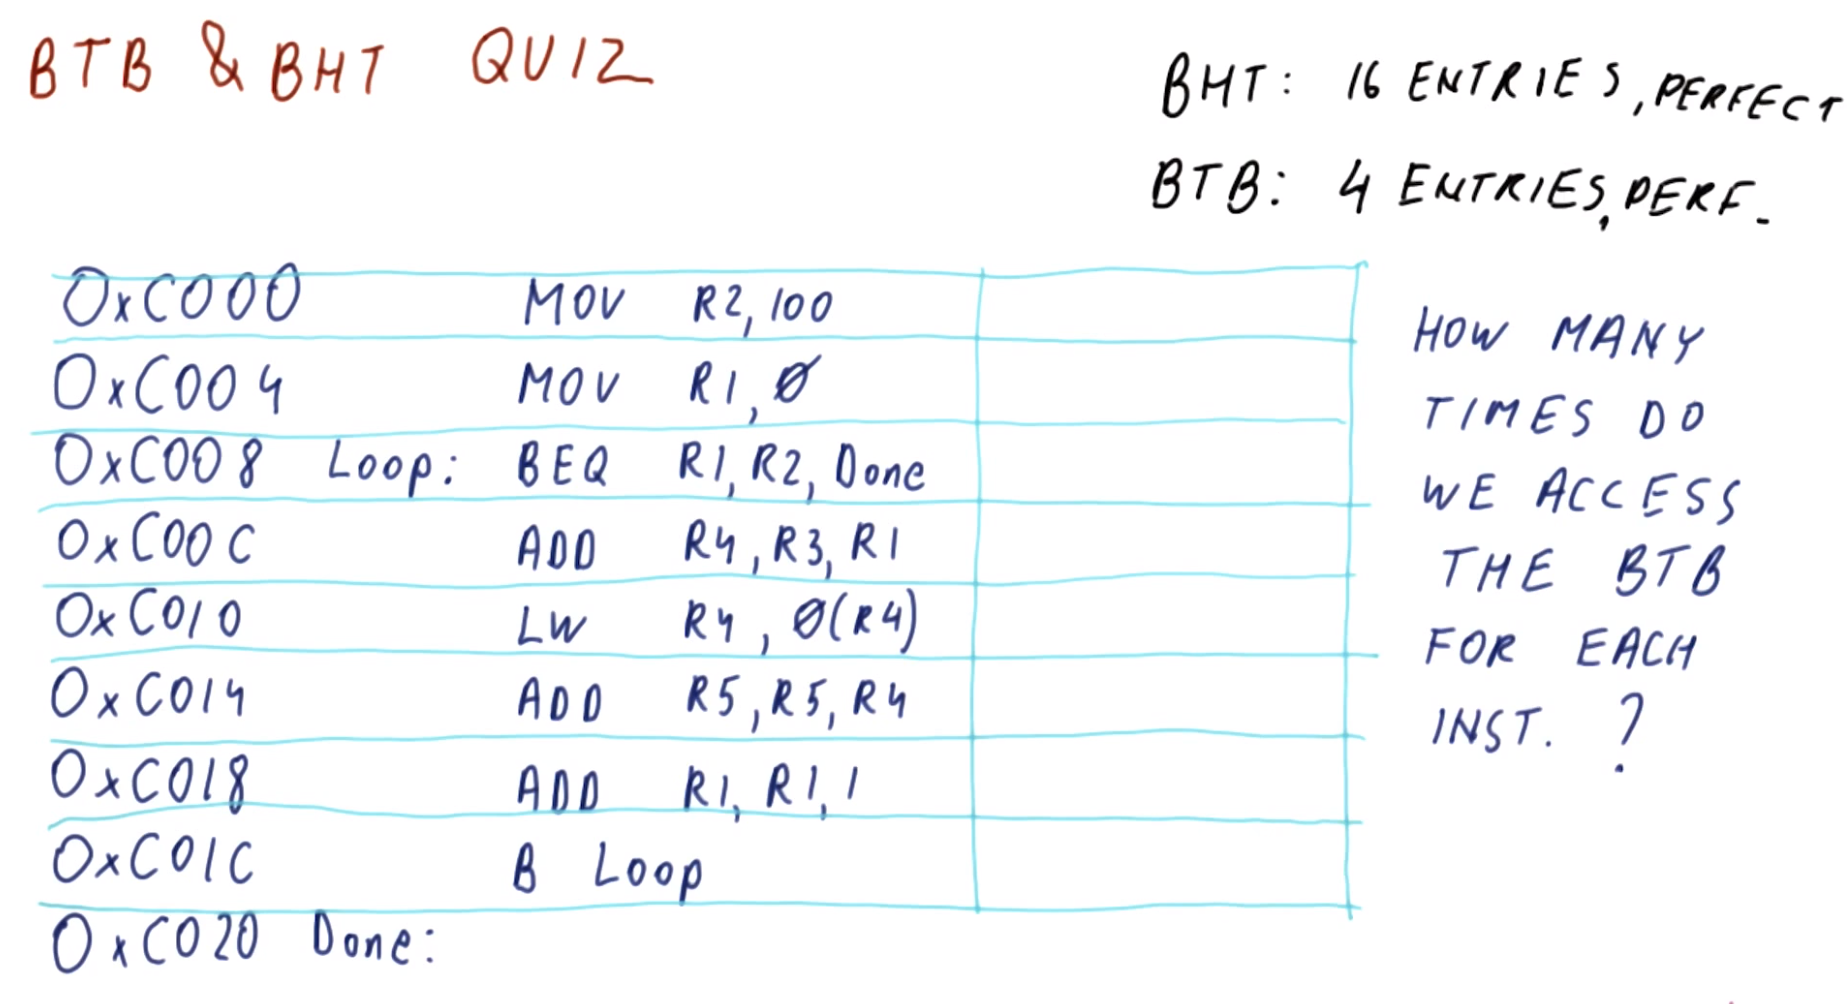 BTB & BHT QUIZ
BHT: 16 ENTRIES, PERFECT
BTB: 4 ENTRIES, PERF.
0xC000 MOV R2, 100
0xC004 MOV R1, Ø
0xC008 Loop: BEQ R1, R2, Done
0xC00C ADD R4, R3, R1
0xC010 LW R4, Ø(R4)
0xC014 ADD R5, R5, R4
0xC018 ADD R1, R1, 1
0xC01C B Loop
0xC020 Done:
HOW MANY
TIMES DO
WE ACCESS
THE BTB
FOR EACH
INST. ?